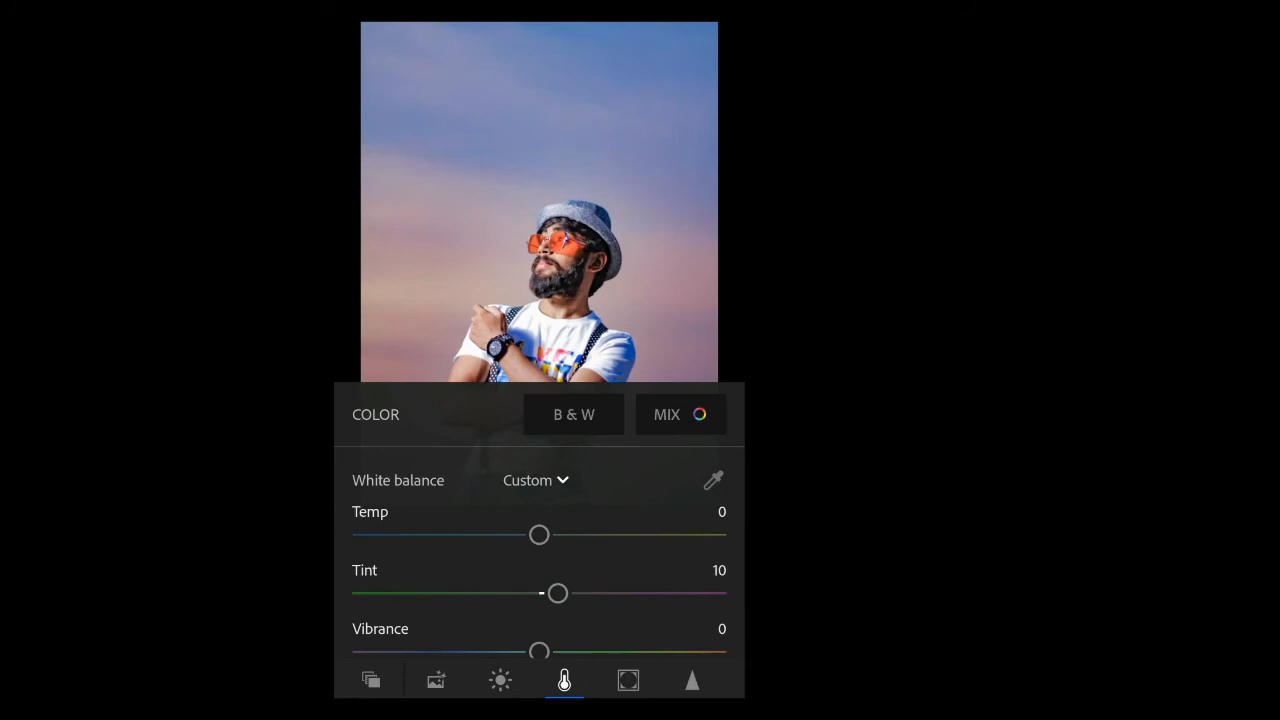 COLOR B & W MIX
White balance Custom
Temp 0
Tint 10
Vibrance 0